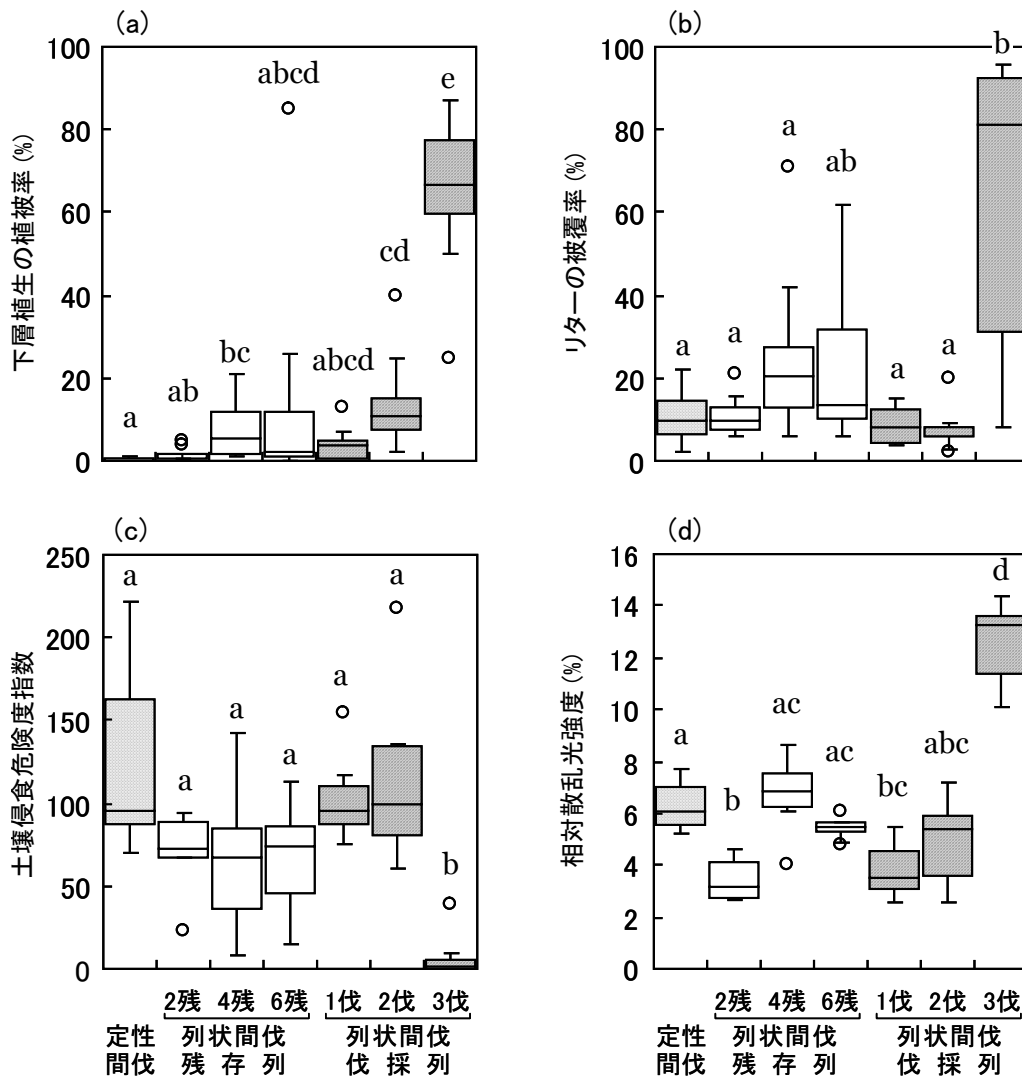 (a)
下層植生の植被率 (%)
100
80
60
40
20
0
a
ab
bc
abcd
abcd
cd
e
(b)
リターの被覆率 (%)
100
80
60
40
20
0
a
a
a
ab
a
a
b
(c)
土壌侵食危険度指数
250
200
150
100
50
0
a
a
a
a
a
a
b
(d)
相対散乱光強度 (%)
16
14
12
10
8
6
4
2
0
a
b
ac
ac
bc
abc
d
2残 4残 6残 1伐 2伐 3伐
定性 列状間伐 列状間伐
間伐 残存列 伐採列
2残 4残 6残 1伐 2伐 3伐
定性 列状間伐 列状間伐
間伐 残存列 伐採列